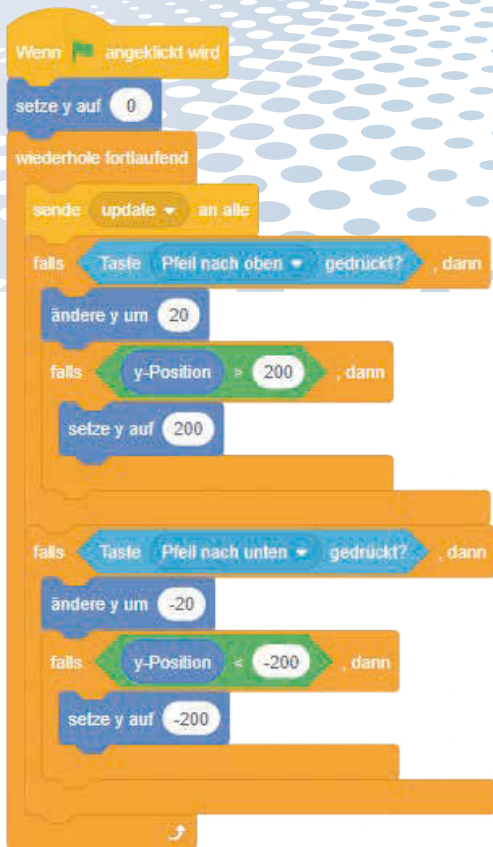 Wenn angeklickt wird
setze y auf 0
wiederhole fortlaufend
sende update an alle
falls Taste Pfeil nach oben gedrückt? , dann
ändere y um 20
falls y-Position > 200 , dann
setze y auf 200
falls Taste Pfeil nach unten gedrückt? , dann
ändere y um -20
falls y-Position < -200 , dann
setze y auf -200